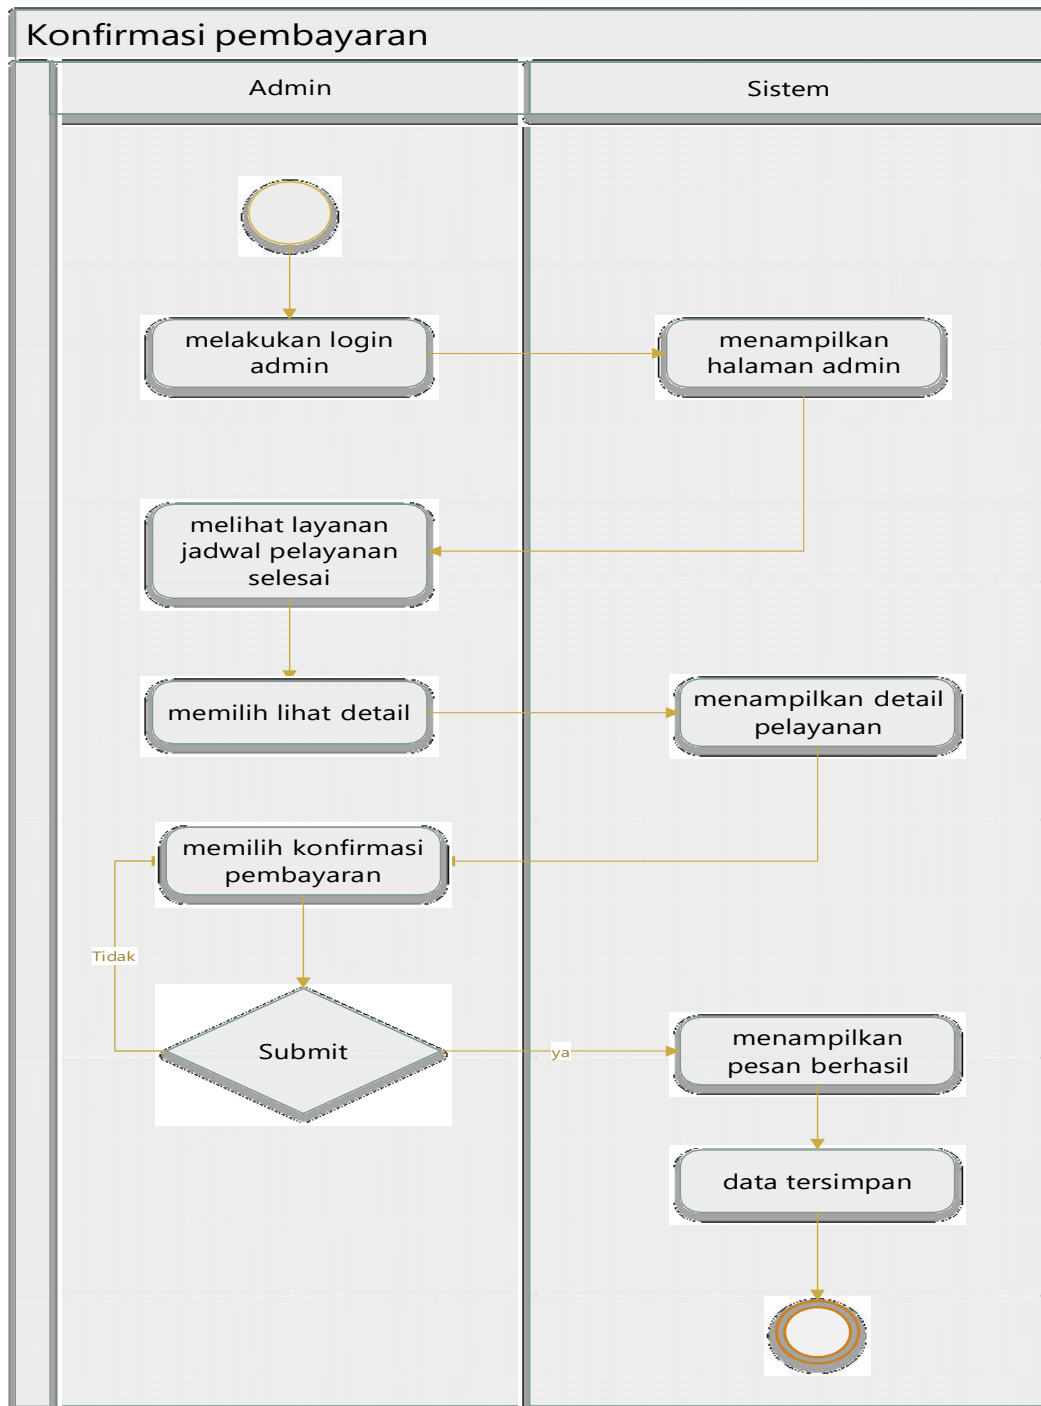 Konfirmasi pembayaran
Admin
Sistem
melakukan login
admin
menampilkan
halaman admin
melihat layanan
jadwal pelayanan
selesai
memilih lihat detail
menampilkan detail
pelayanan
memilih konfirmasi
pembayaran
Tidak
Submit
ya
menampilkan
pesan berhasil
data tersimpan